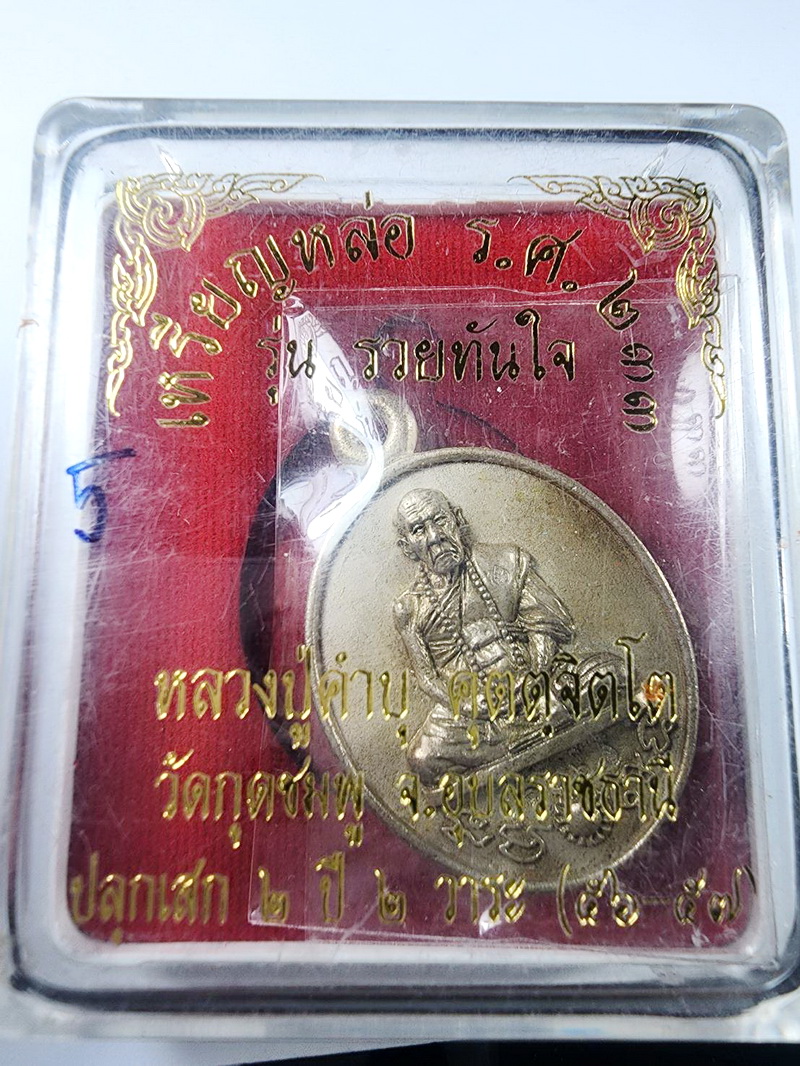 เหรียญหล่อ ร.ศ. ๒๓๓
รุ่น รวยทันใจ
5
หลวงปู่คำบุ คุตตฺจิตโต
วัดกุดชมพู จ.อุบลราชธานี
ปลุกเสก ๒ ปี ๒ วาระ (๕๖-๕๗)